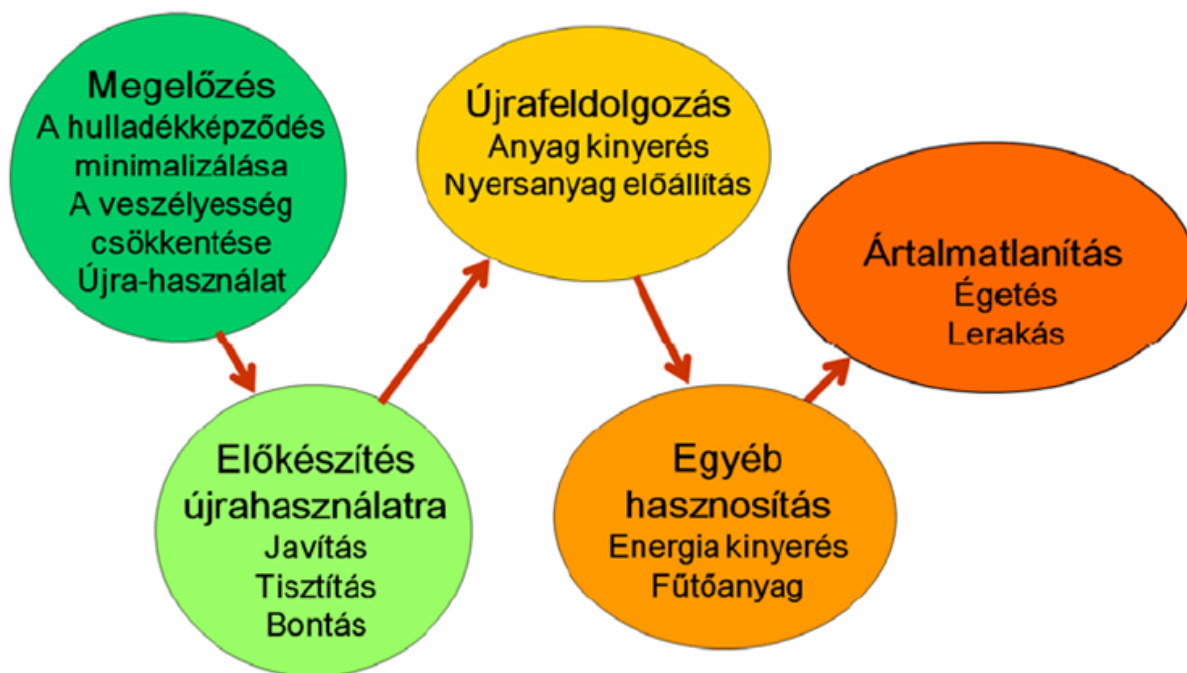 Megelőzés
A hulladékképződés
minimalizálása
A veszélyesség
csökkentése
Újra-használat
Előkészítés
újrahasználatra
Javítás
Tisztítás
Bontás
Újrafeldolgozás
Anyag kinyerés
Nyersanyag előállítás
Egyéb
hasznosítás
Energia kinyerés
Fűtőanyag
Ártalmatlanítás
Égetés
Lerakás